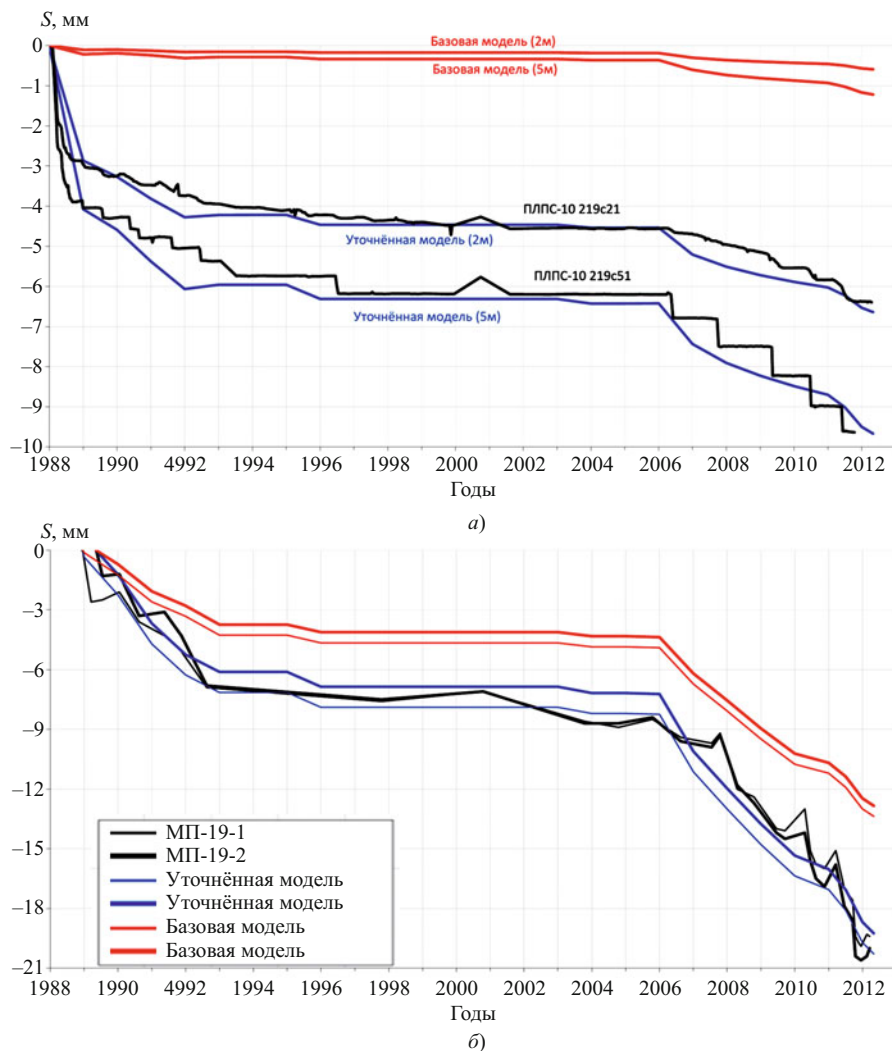 S, мм
0
–1
–2
–3
–4
–5
–6
–7
–8
–9
–10
Базовая модель (2м)
Базовая модель (5м)
ПЛПС-10 219с21
Уточнённая модель (2м)
ПЛПС-10 219с51
Уточнённая модель (5м)
1988 1990 4992 1994 1996 1998 2000 2002 2004 2006 2008 2010 2012
Годы
а)
S, мм
0
–3
–6
–9
–12
–15
–18
–21
МП-19-1
МП-19-2
Уточнённая модель
Уточнённая модель
Базовая модель
Базовая модель
1988 1990 4992 1994 1996 1998 2000 2002 2004 2006 2008 2010 2012
Годы
б)